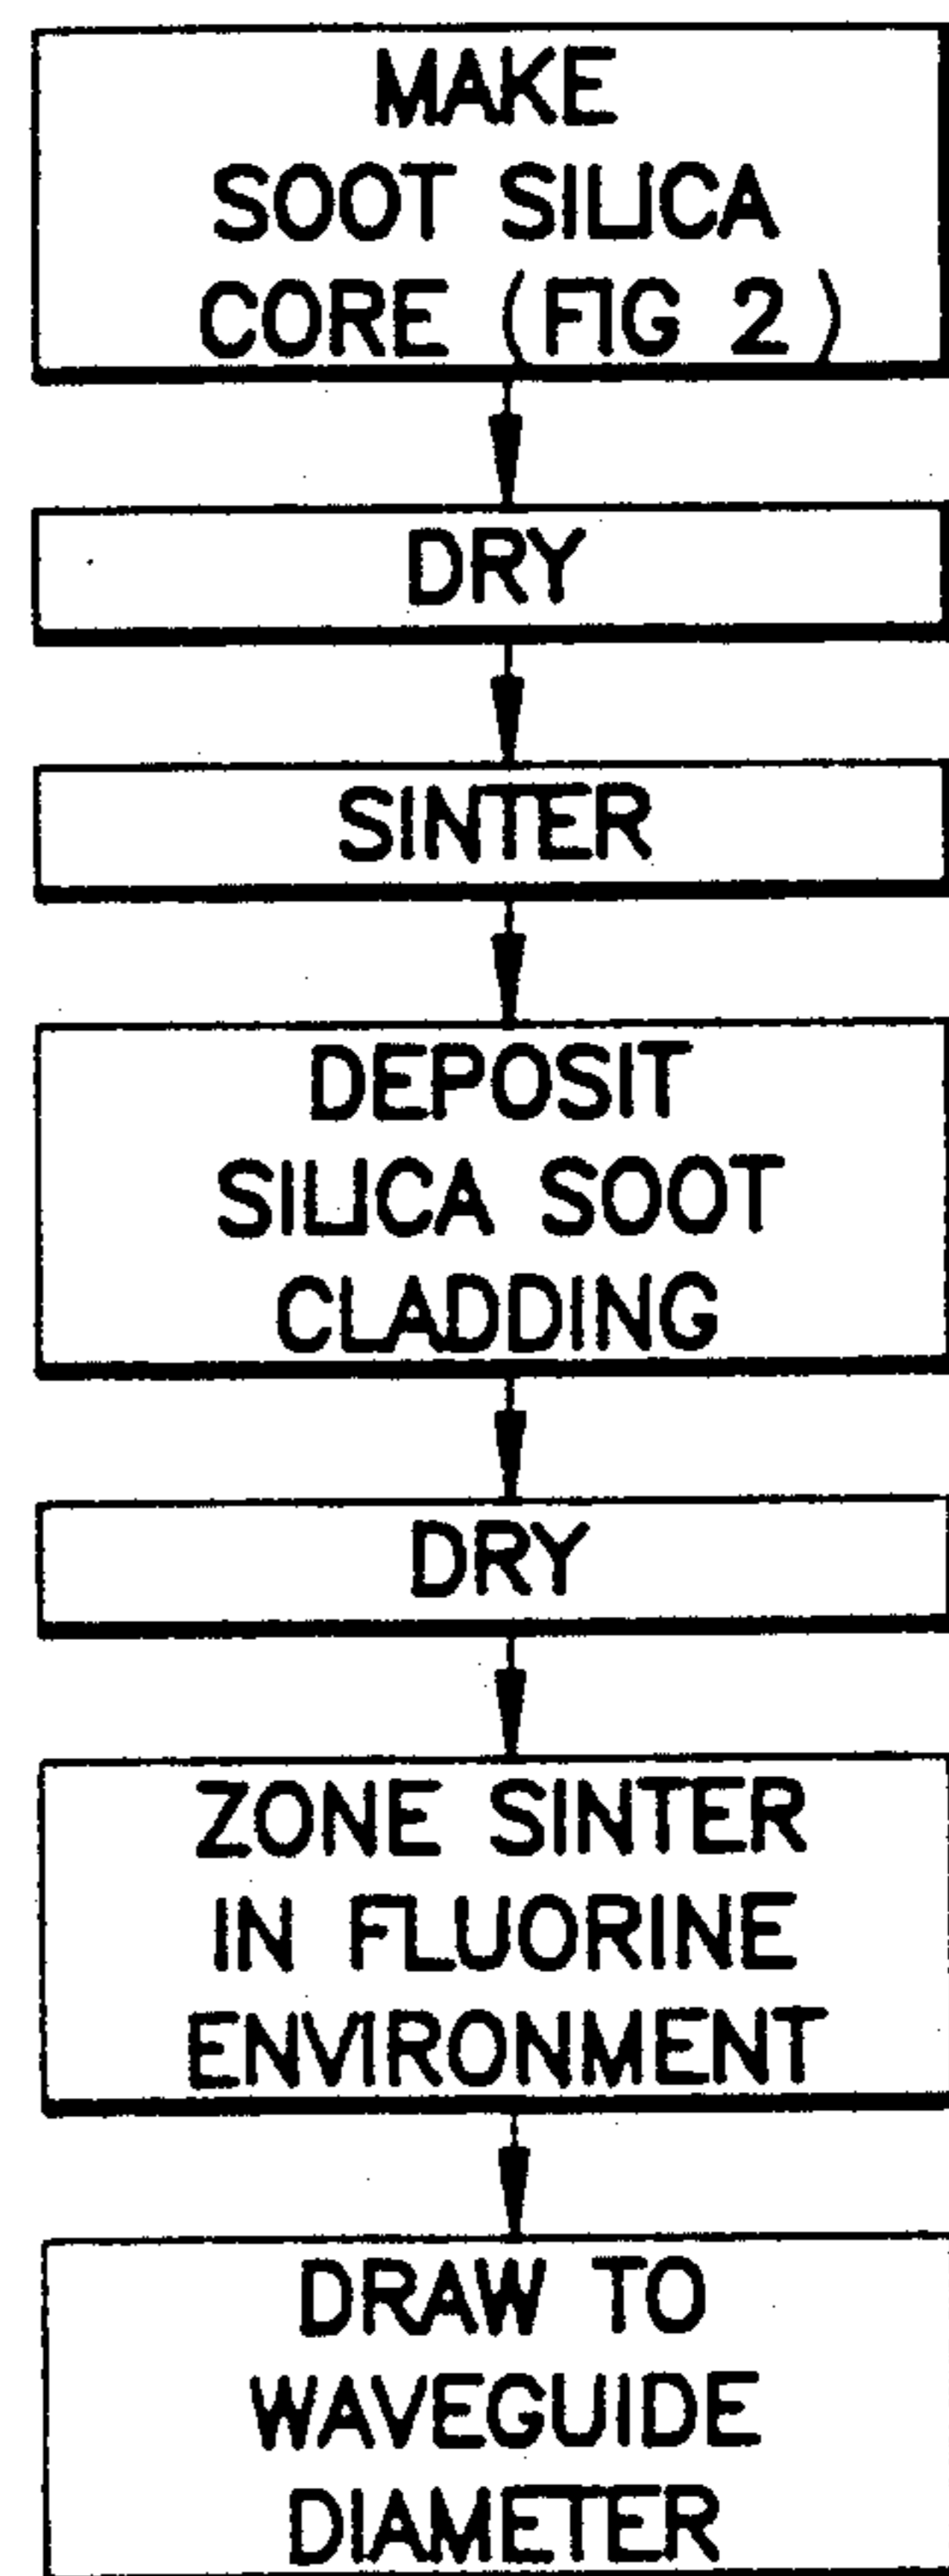 MAKE
SOOT SILICA
CORE (FIG 2)
DRY
SINTER
DEPOSIT
SILICA SOOT
CLADDING
DRY
ZONE SINTER
IN FLUORINE
ENVIRONMENT
DRAW TO
WAVEGUIDE
DIAMETER